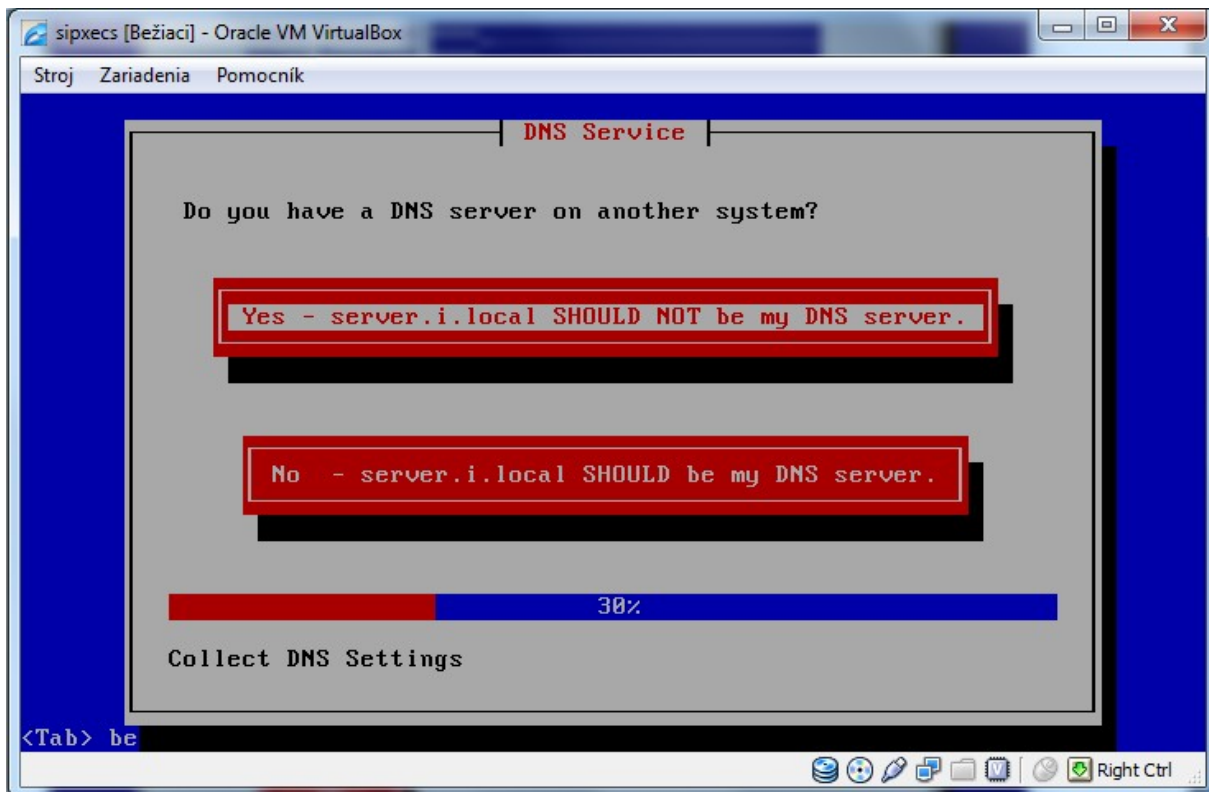 sipxecs [Bežiaci] - Oracle VM VirtualBox
Stroj Zariadenia Pomocník
DNS Service
Do you have a DNS server on another system?
Yes - server.i.local SHOULD NOT be my DNS server.
No - server.i.local SHOULD be my DNS server.
30%
Collect DNS Settings
<Tab> be
Right Ctrl